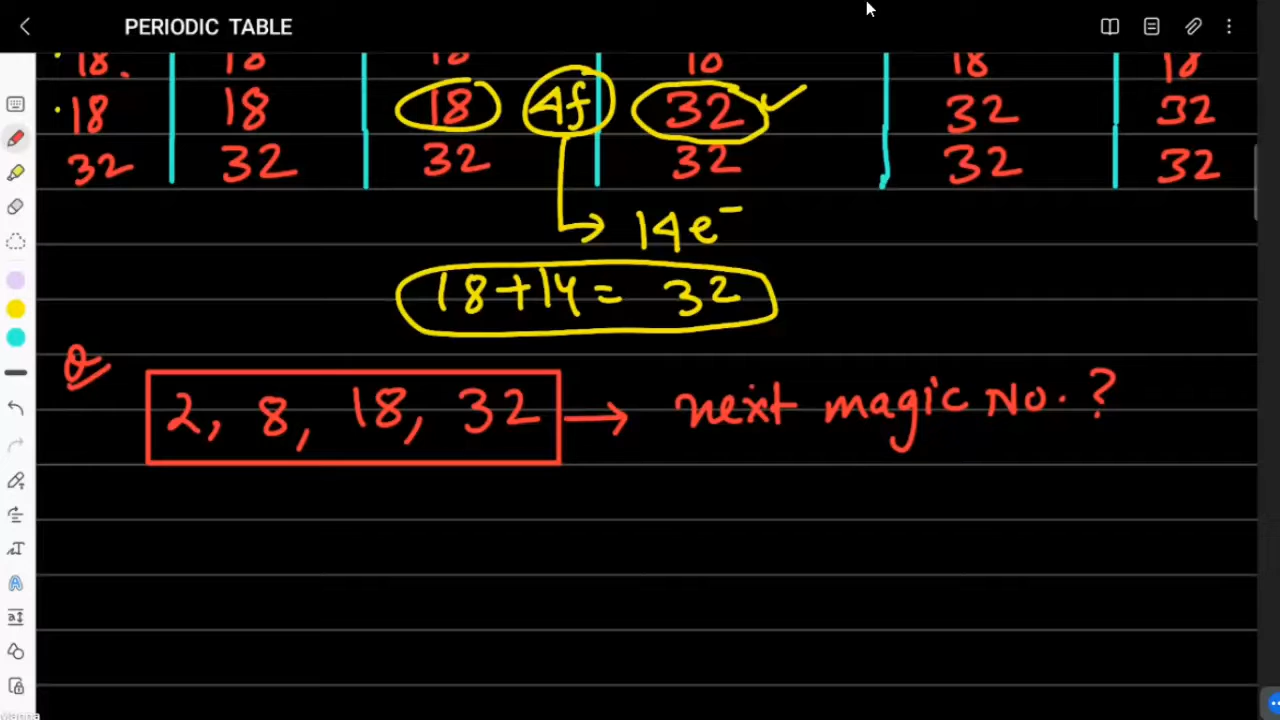 PERIODIC TABLE
18. 18 18 18 18 18
18 18 18 4f 32 32 32
32 32 32 32 32 32
14e⁻
18+14= 32
Q
2, 8, 18, 32 → next magic No. ?